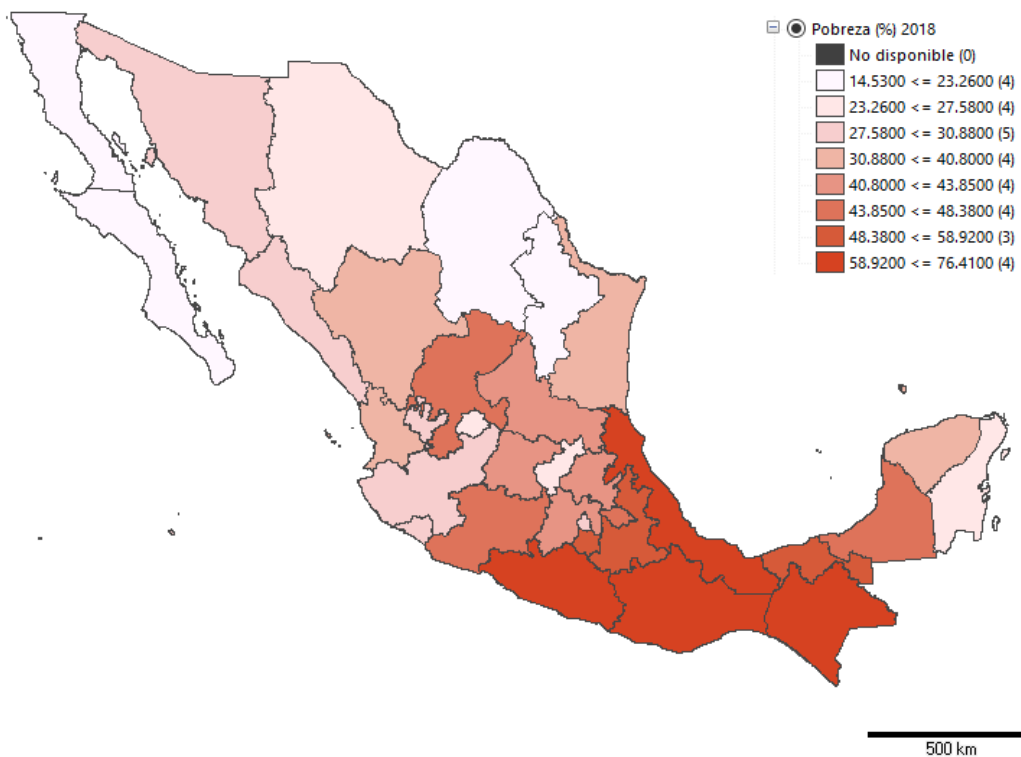 Pobreza (%) 2018
No disponible (0)
14.5300 <= 23.2600 (4)
23.2600 <= 27.5800 (4)
27.5800 <= 30.8800 (5)
30.8800 <= 40.8000 (4)
40.8000 <= 43.8500 (4)
43.8500 <= 48.3800 (4)
48.3800 <= 58.9200 (3)
58.9200 <= 76.4100 (4)
500 km